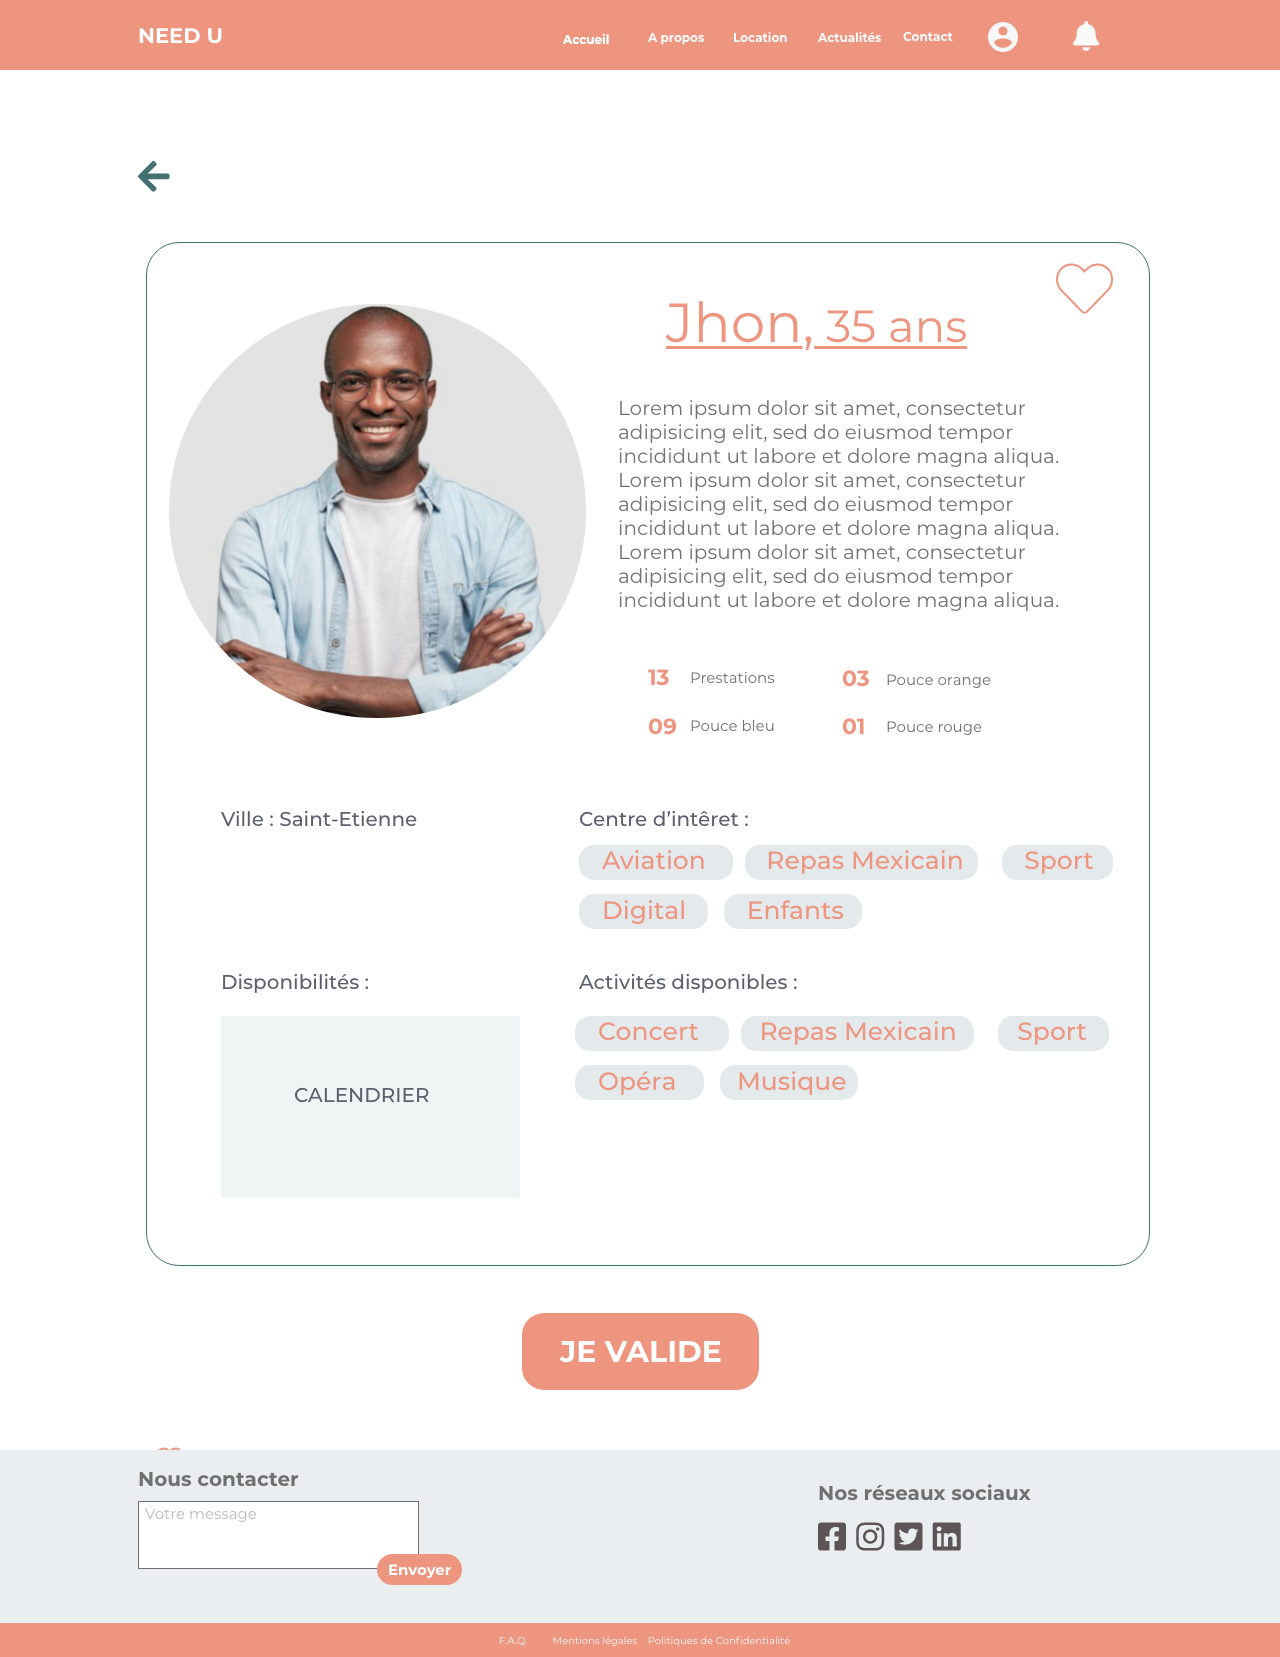 NEED U
Accueil
A propos
Location
Actualités
Contact
Jhon, 35 ans
Lorem ipsum dolor sit amet, consectetur
adipisicing elit, sed do eiusmod tempor
incididunt ut labore et dolore magna aliqua.
Lorem ipsum dolor sit amet, consectetur
adipisicing elit, sed do eiusmod tempor
incididunt ut labore et dolore magna aliqua.
Lorem ipsum dolor sit amet, consectetur
adipisicing elit, sed do eiusmod tempor
incididunt ut labore et dolore magna aliqua.
13 Prestations
03 Pouce orange
09 Pouce bleu
01 Pouce rouge
Ville : Saint-Etienne
Centre d’intêret :
Aviation
Repas Mexicain
Sport
Digital
Enfants
Disponibilités :
CALENDRIER
Activités disponibles :
Concert
Repas Mexicain
Sport
Opéra
Musique
JE VALIDE
Nous contacter
Votre message
Envoyer
Nos réseaux sociaux
F.A.Q.
Mentions légales
Politiques de Confidentialité